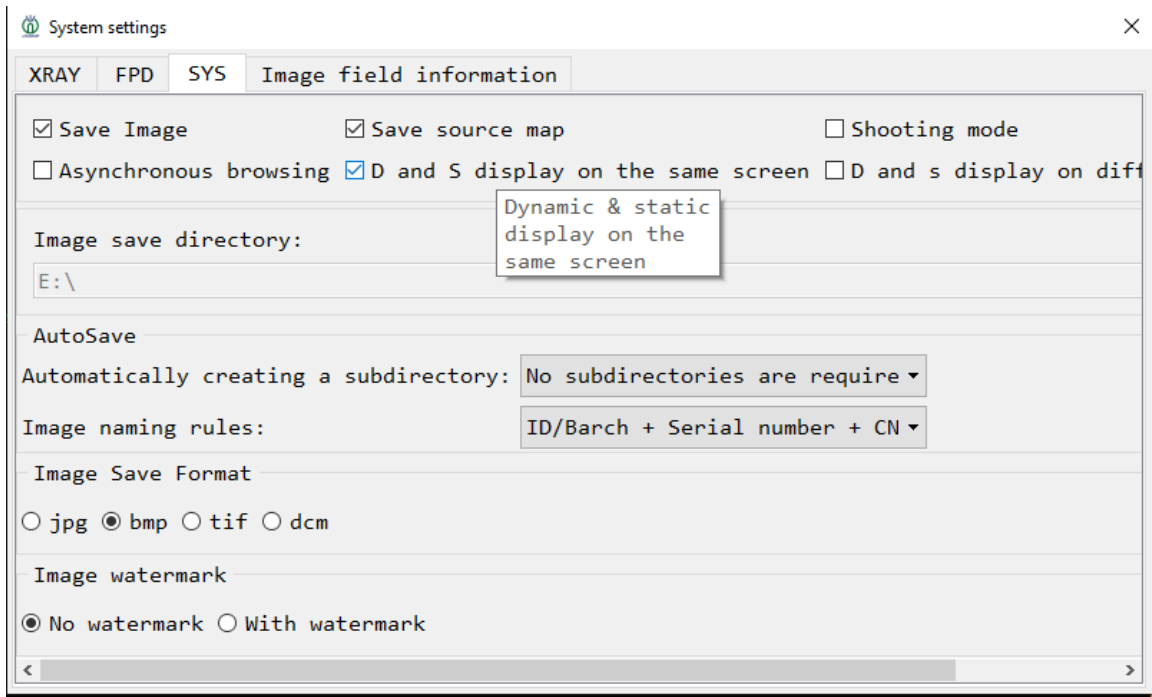 System settings
XRAY FPD SYS Image field information
Save Image Save source map Shooting mode
Asynchronous browsing D and S display on the same screen D and s display on diff
Dynamic & static
display on the
same screen
Image save directory:
E:\
AutoSave
Automatically creating a subdirectory: No subdirectories are require
Image naming rules: ID/Barch + Serial number + CN
Image Save Format
jpg bmp tif dcm
Image watermark
No watermark With watermark